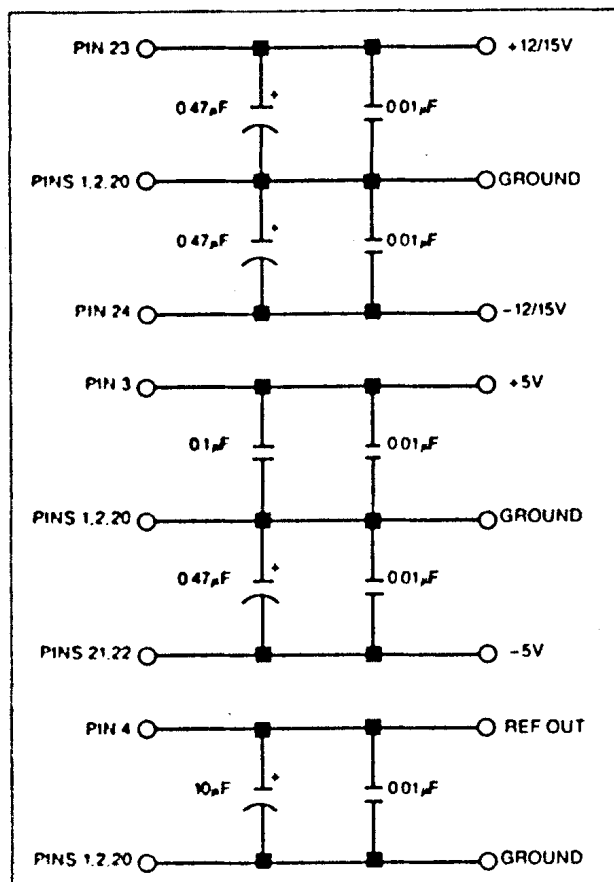 PIN 23 +12/15V
+
0.47µF 0.01µF
PINS 1,2,20 GROUND
+
0.47µF 0.01µF
PIN 24 -12/15V
PIN 3 +5V
0.1µF 0.01µF
PINS 1,2,20 GROUND
+
0.47µF 0.01µF
PINS 21,22 -5V
PIN 4 REF OUT
+
10µF 0.01µF
PINS 1,2,20 GROUND